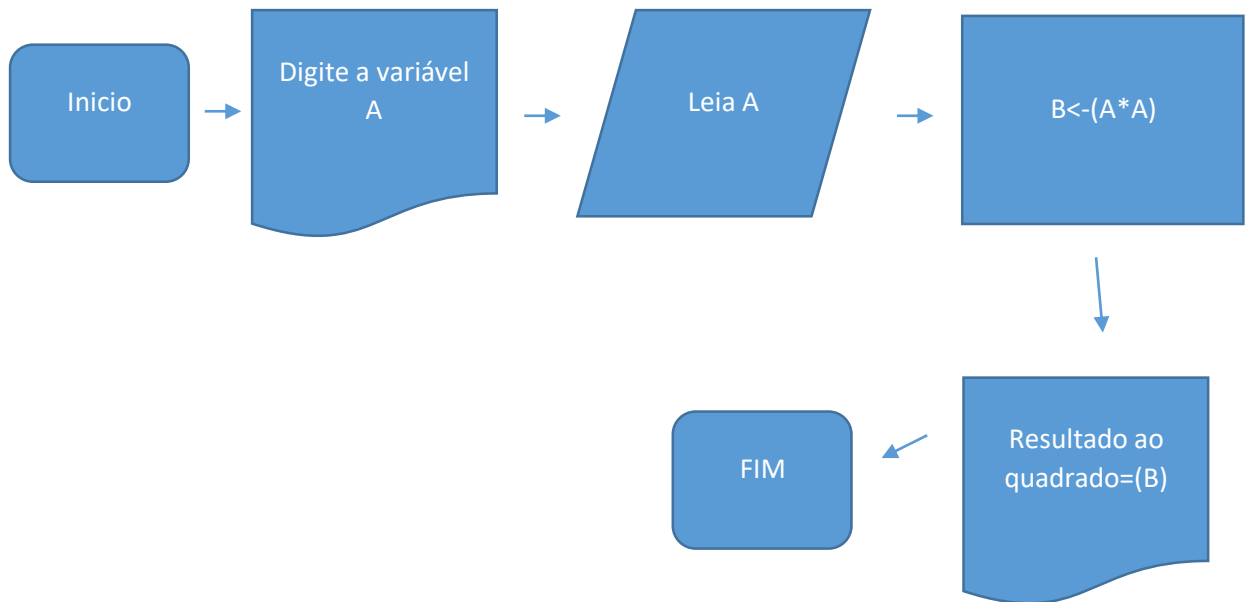 Inicio
Digite a variável
A
Leia A
B<-(A*A)
Resultado ao
quadrado=(B)
FIM